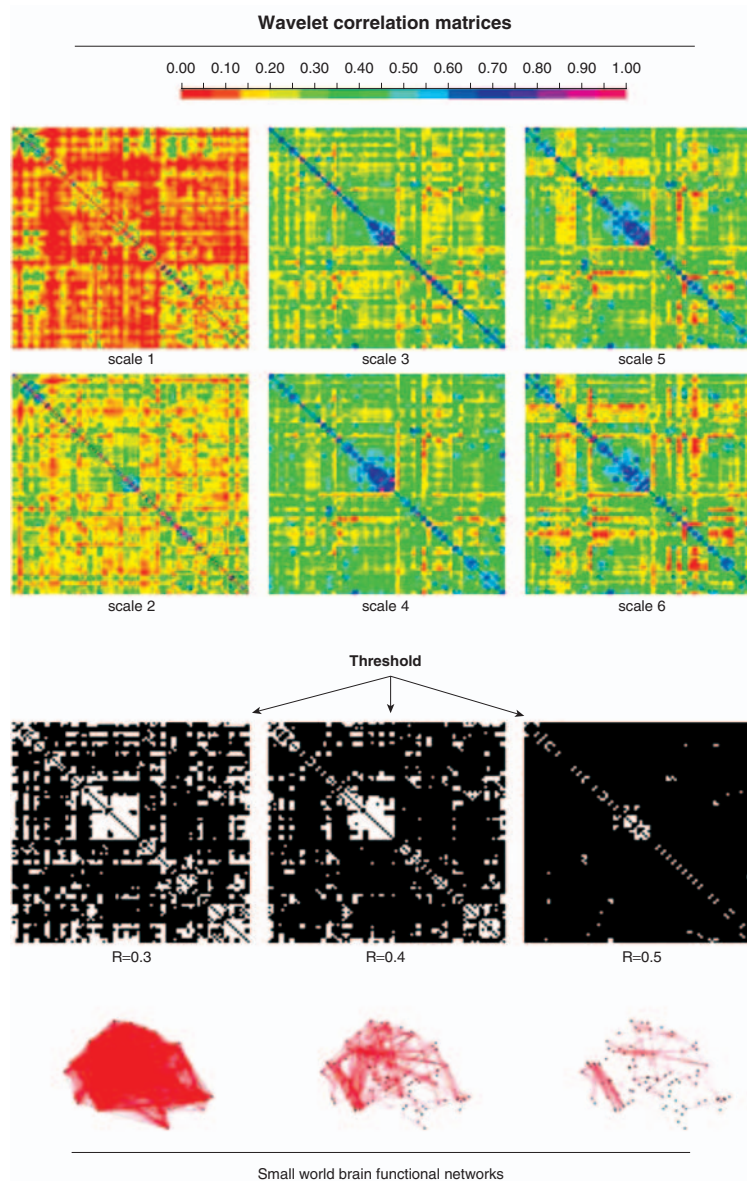 Wavelet correlation matrices
0.00 0.10 0.20 0.30 0.40 0.50 0.60 0.70 0.80 0.90 1.00
scale 1 scale 3 scale 5
scale 2 scale 4 scale 6
Threshold
R=0.3 R=0.4 R=0.5
Small world brain functional networks